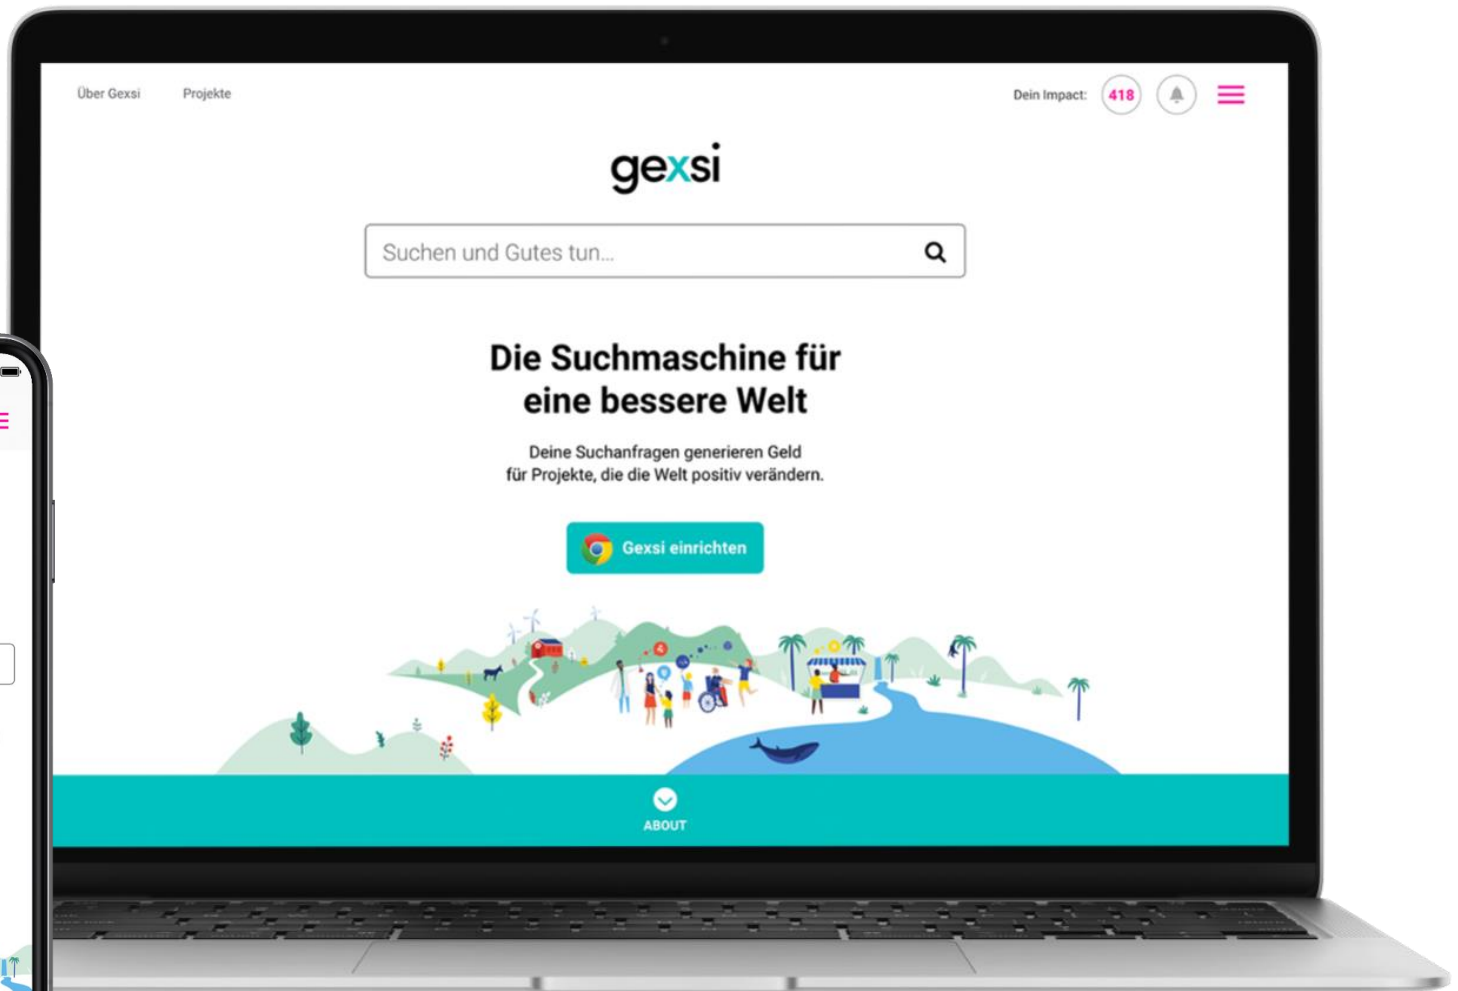 Über Gexsi
Projekte
Dein Impact:
418
gexsi
Suchen und Gutes tun...
Die Suchmaschine für
eine bessere Welt
Deine Suchanfragen generieren Geld
für Projekte, die die Welt positiv verändern.
Gexsi einrichten
ABOUT